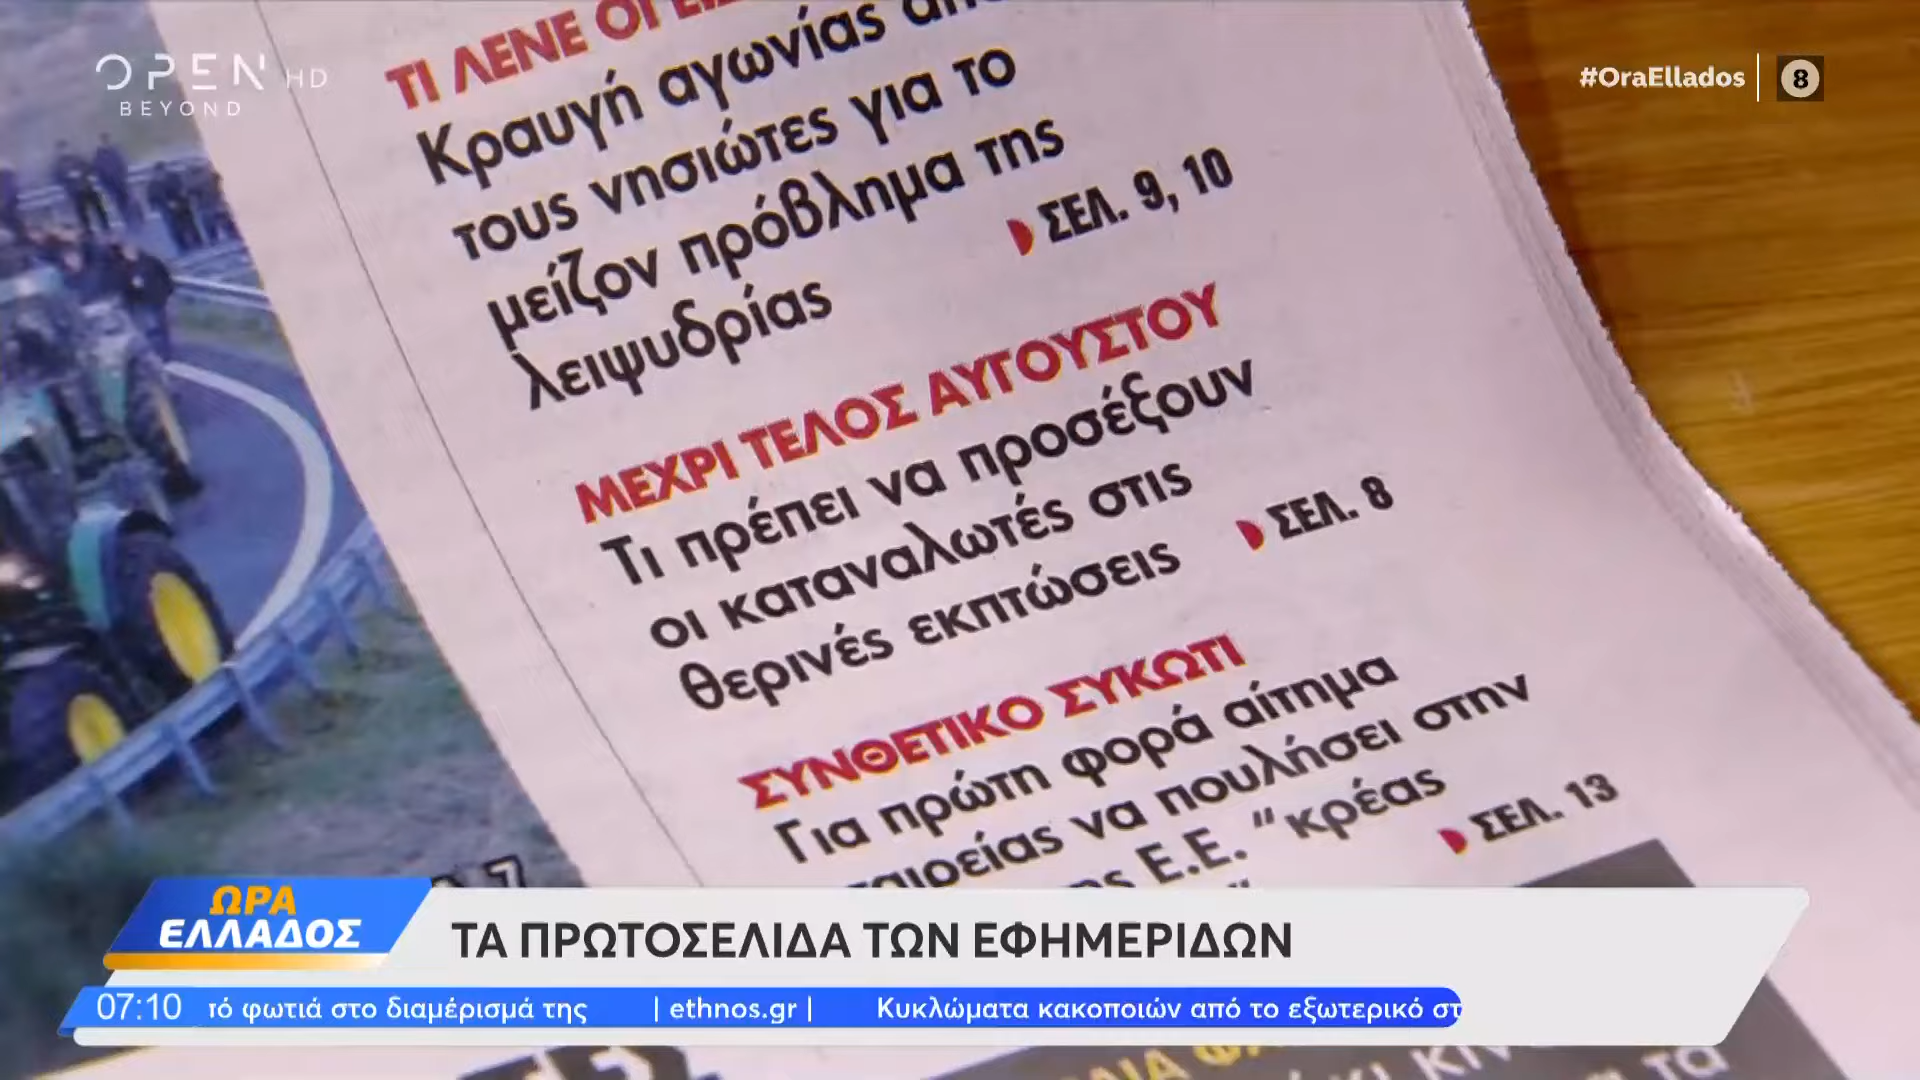 OPEN HD
BEYOND
#OraEllados
8
ΤΙ ΛΕΝΕ ΟΙ
Κραυγή αγωνίας
τους νησιώτες για το
μείζον πρόβλημα της
λειψυδρίας
ΣΕΛ. 9, 10
ΜΕΧΡΙ ΤΕΛΟΣ ΑΥΓΟΥΣΤΟΥ
Τι πρέπει να προσέξουν
οι καταναλωτές στις
θερινές εκπτώσεις
ΣΕΛ. 8
ΣΥΝΘΕΤΙΚΟ ΣΥΚΩΤΙ
Για πρώτη φορά αίτημα
να πουλήσει στην
Ε.Ε. “κρέας
ΣΕΛ. 13
ΩΡΑ
ΕΛΛΑΔΟΣ
ΤΑ ΠΡΩΤΟΣΕΛΙΔΑ ΤΩΝ ΕΦΗΜΕΡΙΔΩΝ
07:10 τό φωτιά στο διαμέρισμά της | ethnos.gr | Κυκλώματα κακοποιών από το εξωτερικό στ
τα